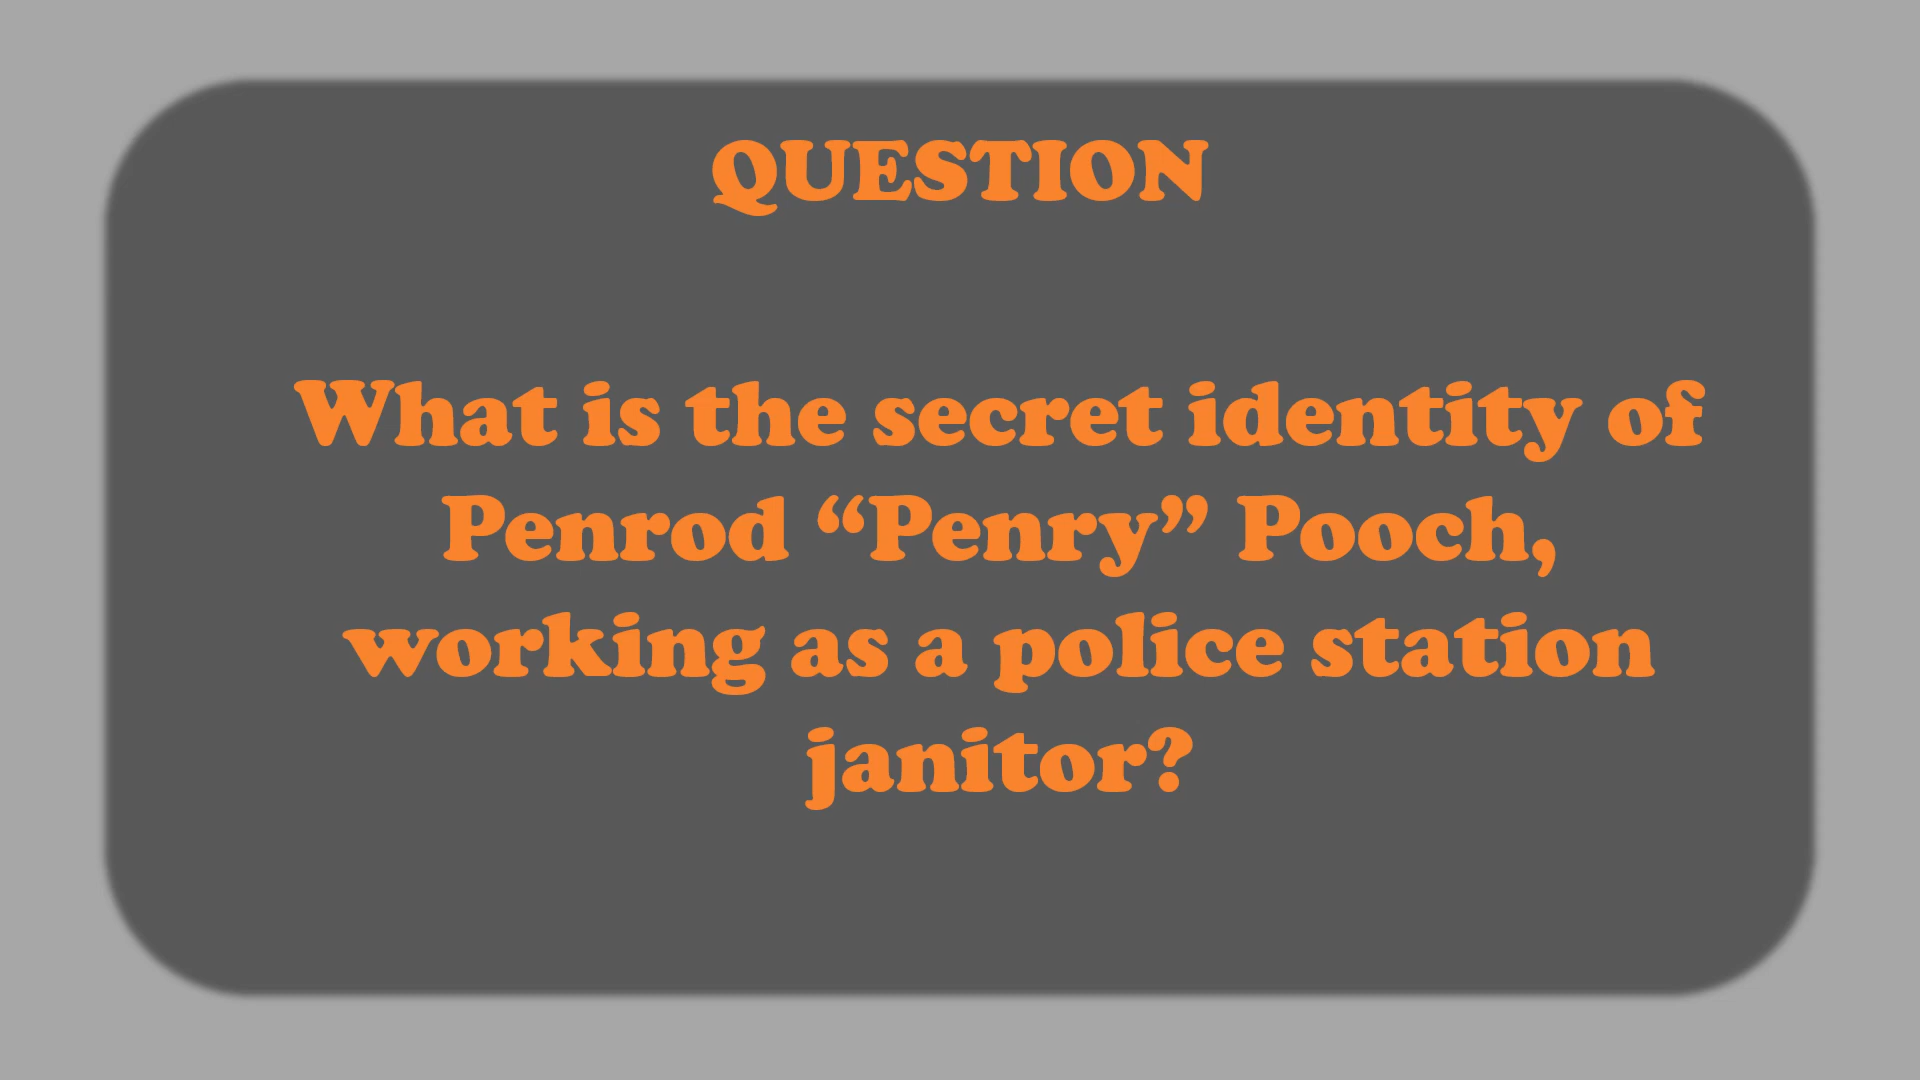 QUESTION
What is the secret identity of
Penrod “Penry” Pooch,
working as a police station
janitor?